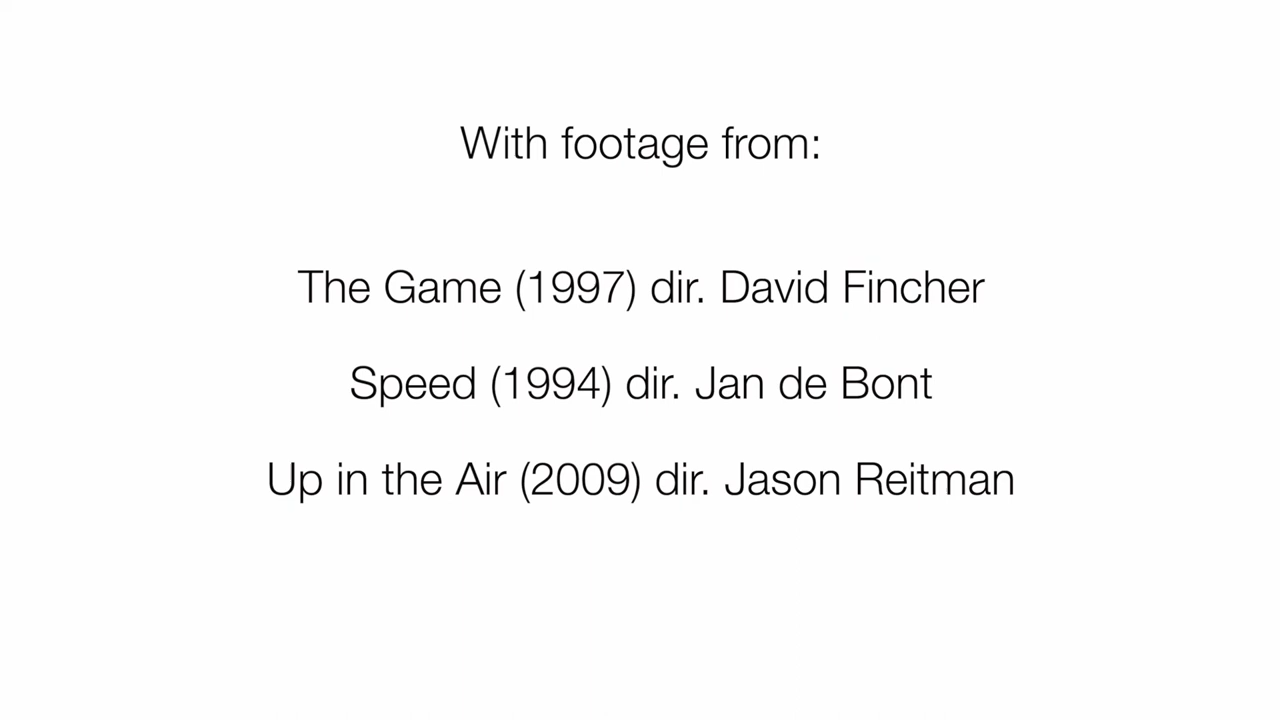 With footage from:
The Game (1997) dir. David Fincher
Speed (1994) dir. Jan de Bont
Up in the Air (2009) dir. Jason Reitman